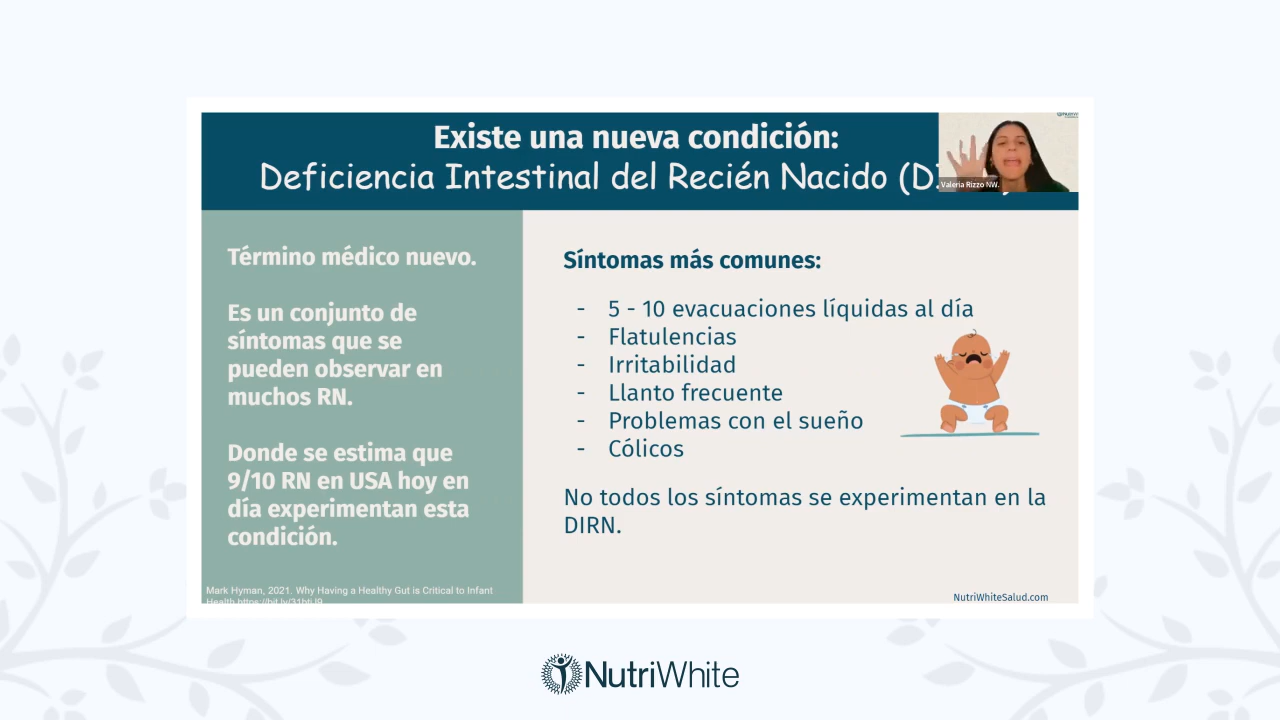 Existe una nueva condición:
Deficiencia Intestinal del Recién Nacido
Valeria Rizzo NW.
Término médico nuevo.
Es un conjunto de
síntomas que se
pueden observar en
muchos RN.
Donde se estima que
9/10 RN en USA hoy en
día experimentan esta
condición.
Mark Hyman, 2021. Why Having a Healthy Gut is Critical to Infant
Health
Síntomas más comunes:
- 5 - 10 evacuaciones líquidas al día
- Flatulencias
- Irritabilidad
- Llanto frecuente
- Problemas con el sueño
- Cólicos
No todos los síntomas se experimentan en la
DIRN.
NutriWhiteSalud.com
NutriWhite